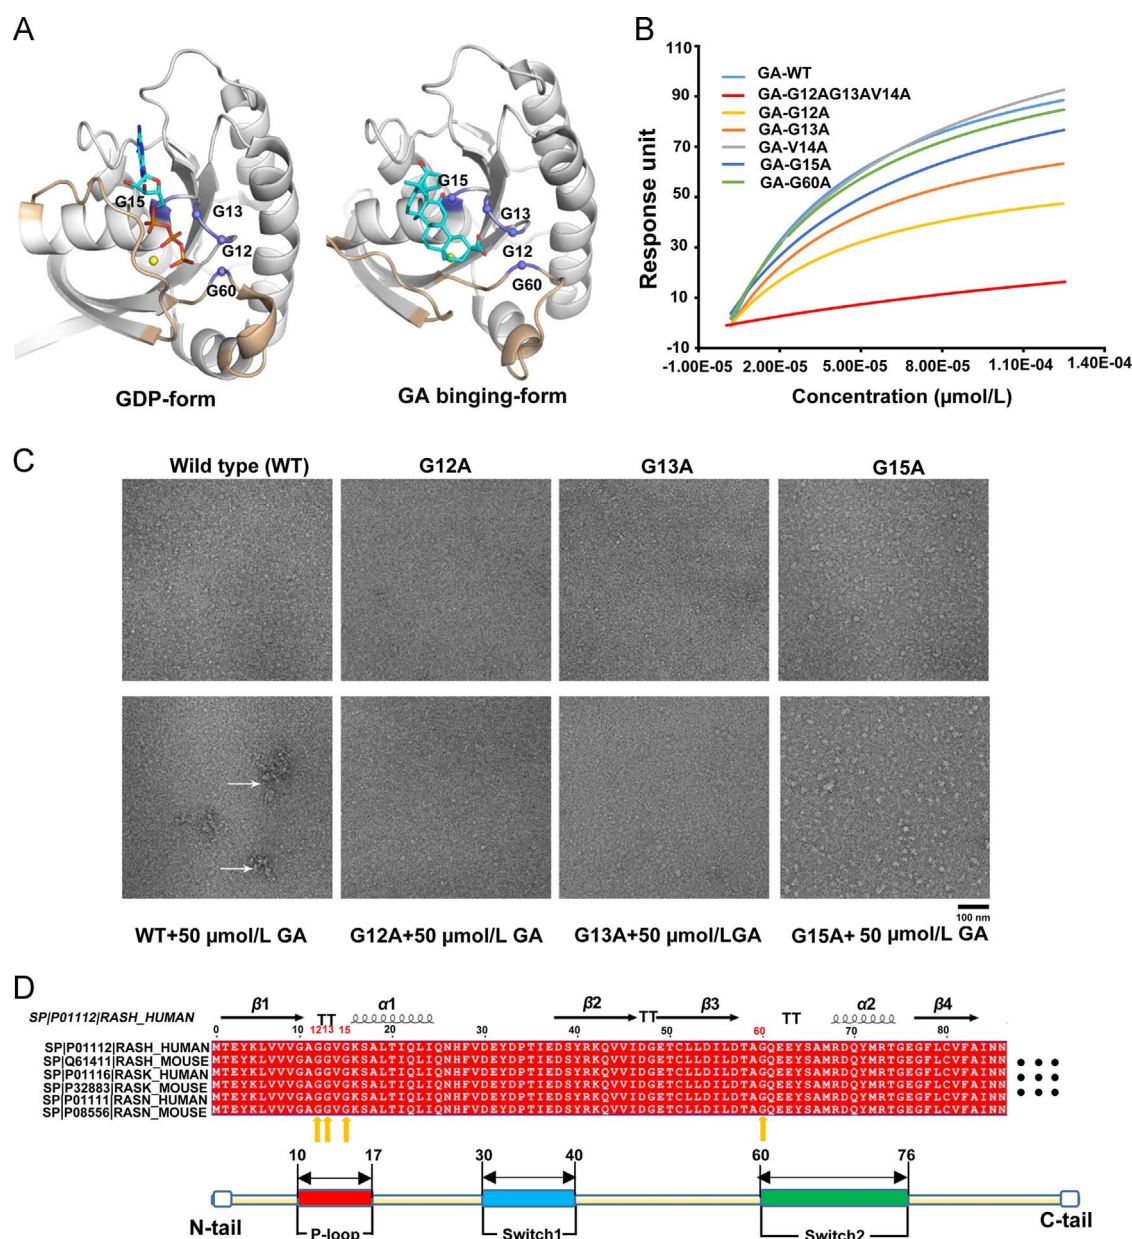 A
G15
G13
G12
G60
GDP-form
G15
G13
G12
G60
GA binging-form
B
110
90
70
50
30
10
-10
Response unit
GA-WT
GA-G12AG13AV14A
GA-G12A
GA-G13A
GA-V14A
GA-G15A
GA-G60A
-1.00E-05 2.00E-05 5.00E-05 8.00E-05 1.10E-04 1.40E-04
Concentration (µmol/L)
C
Wild type (WT) G12A G13A G15A
100 nm
WT+50 µmol/L GA G12A+50 µmol/L GA G13A+50 µmol/LGA G15A+ 50 µmol/L GA
D
β1 α1 β2 β3 α2 β4
SP|P01112|RASH_HUMAN TT TT TT
0 10 1213 15 20 30 40 50 60 70 80
SP|P01112|RASH_HUMAN MTEYKLVVVGAGGVGKSALTIQLIQNHFVDEYDPTIEDSYRKQVVIDGETCLLDILDTAGQEEYSAMRDQYMRTGEGFLCVFAINN
SP|Q61411|RASH_MOUSE MTEYKLVVVGAGGVGKSALTIQLIQNHFVDEYDPTIEDSYRKQVVIDGETCLLDILDTAGQEEYSAMRDQYMRTGEGFLCVFAINN
SP|P01116|RASK_HUMAN MTEYKLVVVGAGGVGKSALTIQLIQNHFVDEYDPTIEDSYRKQVVIDGETCLLDILDTAGQEEYSAMRDQYMRTGEGFLCVFAINN
SP|P32883|RASK_MOUSE MTEYKLVVVGAGGVGKSALTIQLIQNHFVDEYDPTIEDSYRKQVVIDGETCLLDILDTAGQEEYSAMRDQYMRTGEGFLCVFAINN
SP|P01111|RASN_HUMAN MTEYKLVVVGAGGVGKSALTIQLIQNHFVDEYDPTIEDSYRKQVVIDGETCLLDILDTAGQEEYSAMRDQYMRTGEGFLCVFAINN
SP|P08556|RASN_MOUSE MTEYKLVVVGAGGVGKSALTIQLIQNHFVDEYDPTIEDSYRKQVVIDGETCLLDILDTAGQEEYSAMRDQYMRTGEGFLCVFAINN
10 17 30 40 60 76
N-tail P-loop Switch1 Switch2 C-tail